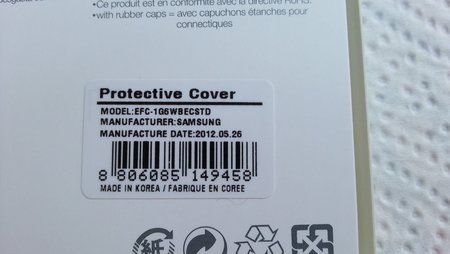 •Ce produit est en conformité avec la directive RoHS.
•with rubber caps = avec capuchons étanches pour
connectiques
Protective Cover
MODEL:EFC-1G6WBECSTD
MANUFACTURER:SAMSUNG
MANUFACTURE DATE:2012.05.26
8 806085 149458
MADE IN KOREA / FABRIQUE EN COREE
紙